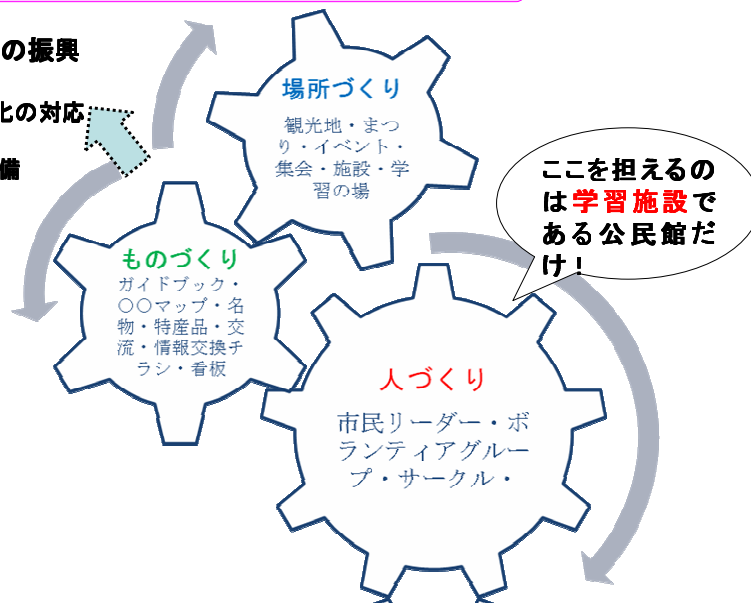 の振興
化の対応
備
場所づくり
観光地・まつ
り・イベント・
集会・施設・学
習の場
ここを担えるの
は学習施設で
ある公民館だ
け！
ものづくり
ガイドブック・
〇〇マップ・名
物・特産品・交
流・情報交換チ
ラシ・看板
人づくり
市民リーダー・ボ
ランティアグルー
プ・サークル・